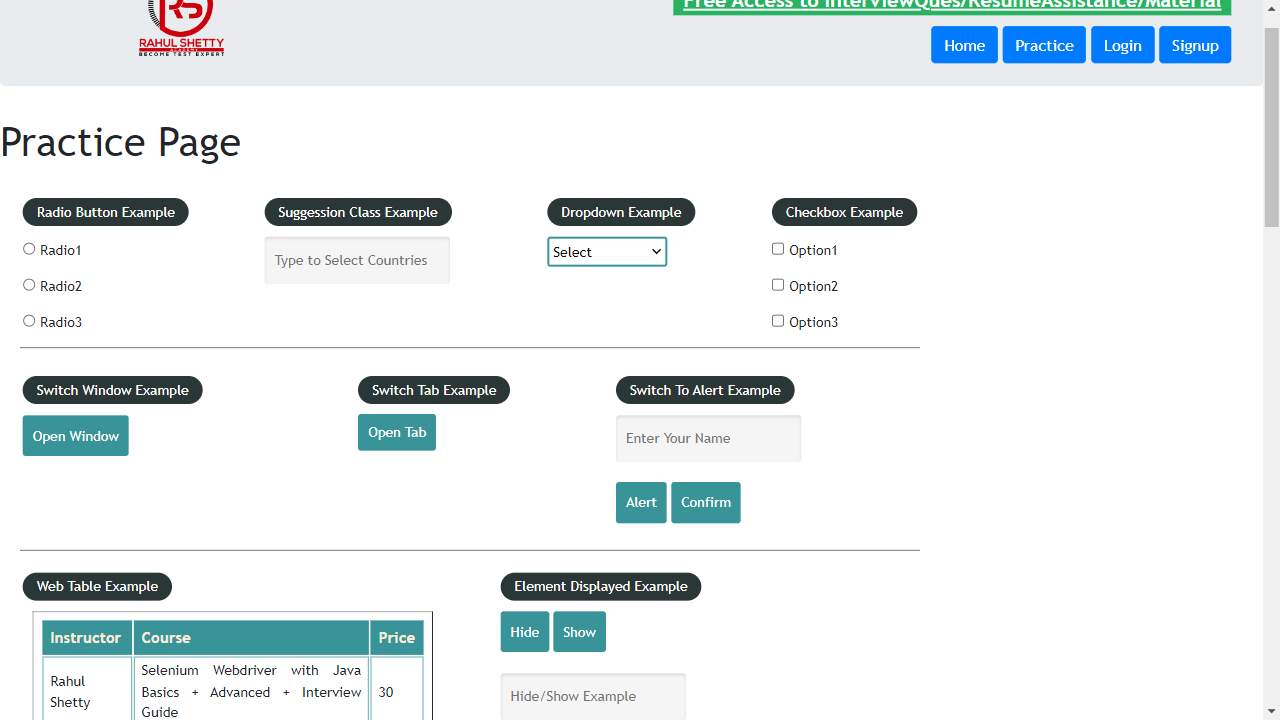 Free Access to InterviewQues/ResumeAssistance/Material
RAHUL SHETTY
ACADEMY
BECOME TEST EXPERT
Home
Practice
Login
Signup
Practice Page
Radio Button Example
Radio1
Radio2
Radio3
Suggession Class Example
Type to Select Countries
Dropdown Example
Select
Checkbox Example
Option1
Option2
Option3
Switch Window Example
Open Window
Switch Tab Example
Open Tab
Switch To Alert Example
Enter Your Name
Alert
Confirm
Web Table Example
Instructor Course Price
Rahul Shetty
Selenium Webdriver with Java
Basics + Advanced + Interview
Guide
30
Element Displayed Example
Hide
Show
Hide/Show Example